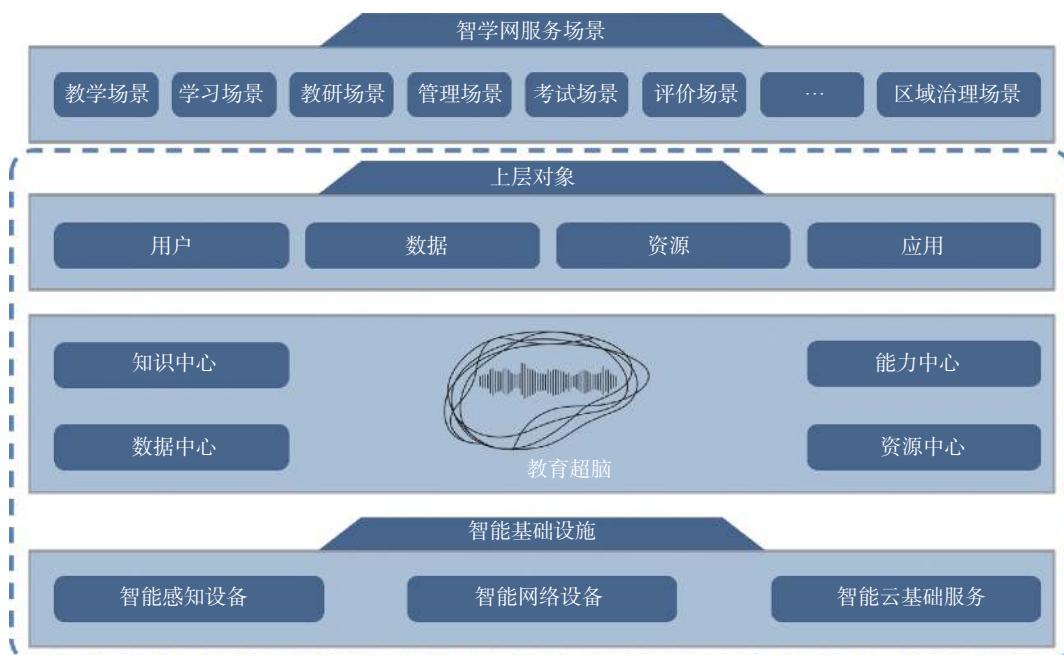 智学网服务场景
教学场景 学习场景 教研场景 管理场景 考试场景 评价场景 … 区域治理场景
上层对象
用户 数据 资源 应用
知识中心 能力中心
数据中心 资源中心
教育超脑
智能基础设施
智能感知设备 智能网络设备 智能云基础服务